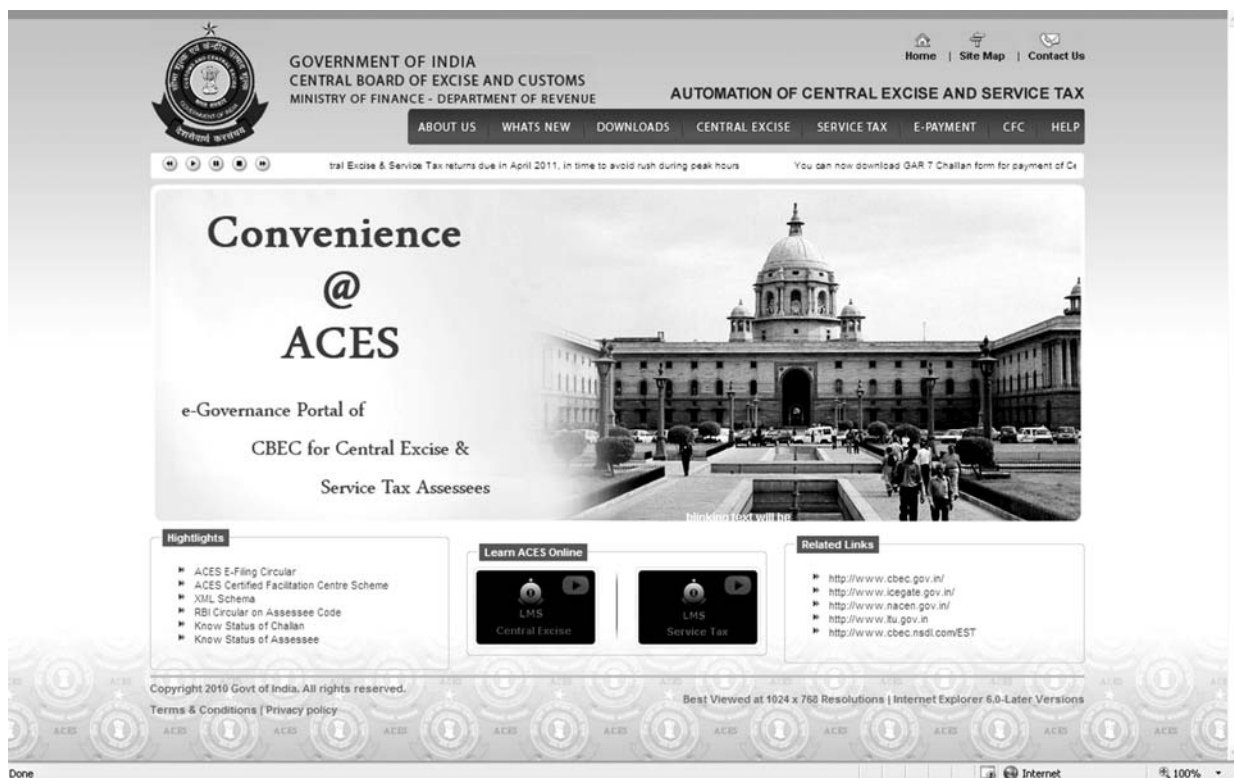 Home | Site Map | Contact Us
GOVERNMENT OF INDIA
CENTRAL BOARD OF EXCISE AND CUSTOMS
MINISTRY OF FINANCE - DEPARTMENT OF REVENUE
AUTOMATION OF CENTRAL EXCISE AND SERVICE TAX
ABOUT US WHATS NEW DOWNLOADS CENTRAL EXCISE SERVICE TAX E-PAYMENT CFC HELP
tral Excise & Service Tax returns due in April 2011, in time to avoid rush during peak hours You can now download GAR 7 Challan form for payment of Ce
Convenience
@
ACES
e-Governance Portal of
CBEC for Central Excise &
Service Tax Assessees
blinking text will be
Hightlights
ACES E-Filing Circular
ACES Certified Facilitation Centre Scheme
XML Schema
RBI Circular on Assessee Code
Know Status of Challan
Know Status of Assessee
Learn ACES Online
LMS
Central Excise
LMS
Service Tax
Related Links
http://www.cbec.gov.in/
http://www.icegate.gov.in/
http://www.nacen.gov.in/
http://www.ltu.gov.in
http://www.cbec.nsdl.com/EST
Copyright 2010 Govt of India. All rights reserved.
Terms & Conditions | Privacy policy
Best Viewed at 1024 x 768 Resolutions | Internet Explorer 6.0-Later Versions
Done
Internet
100%